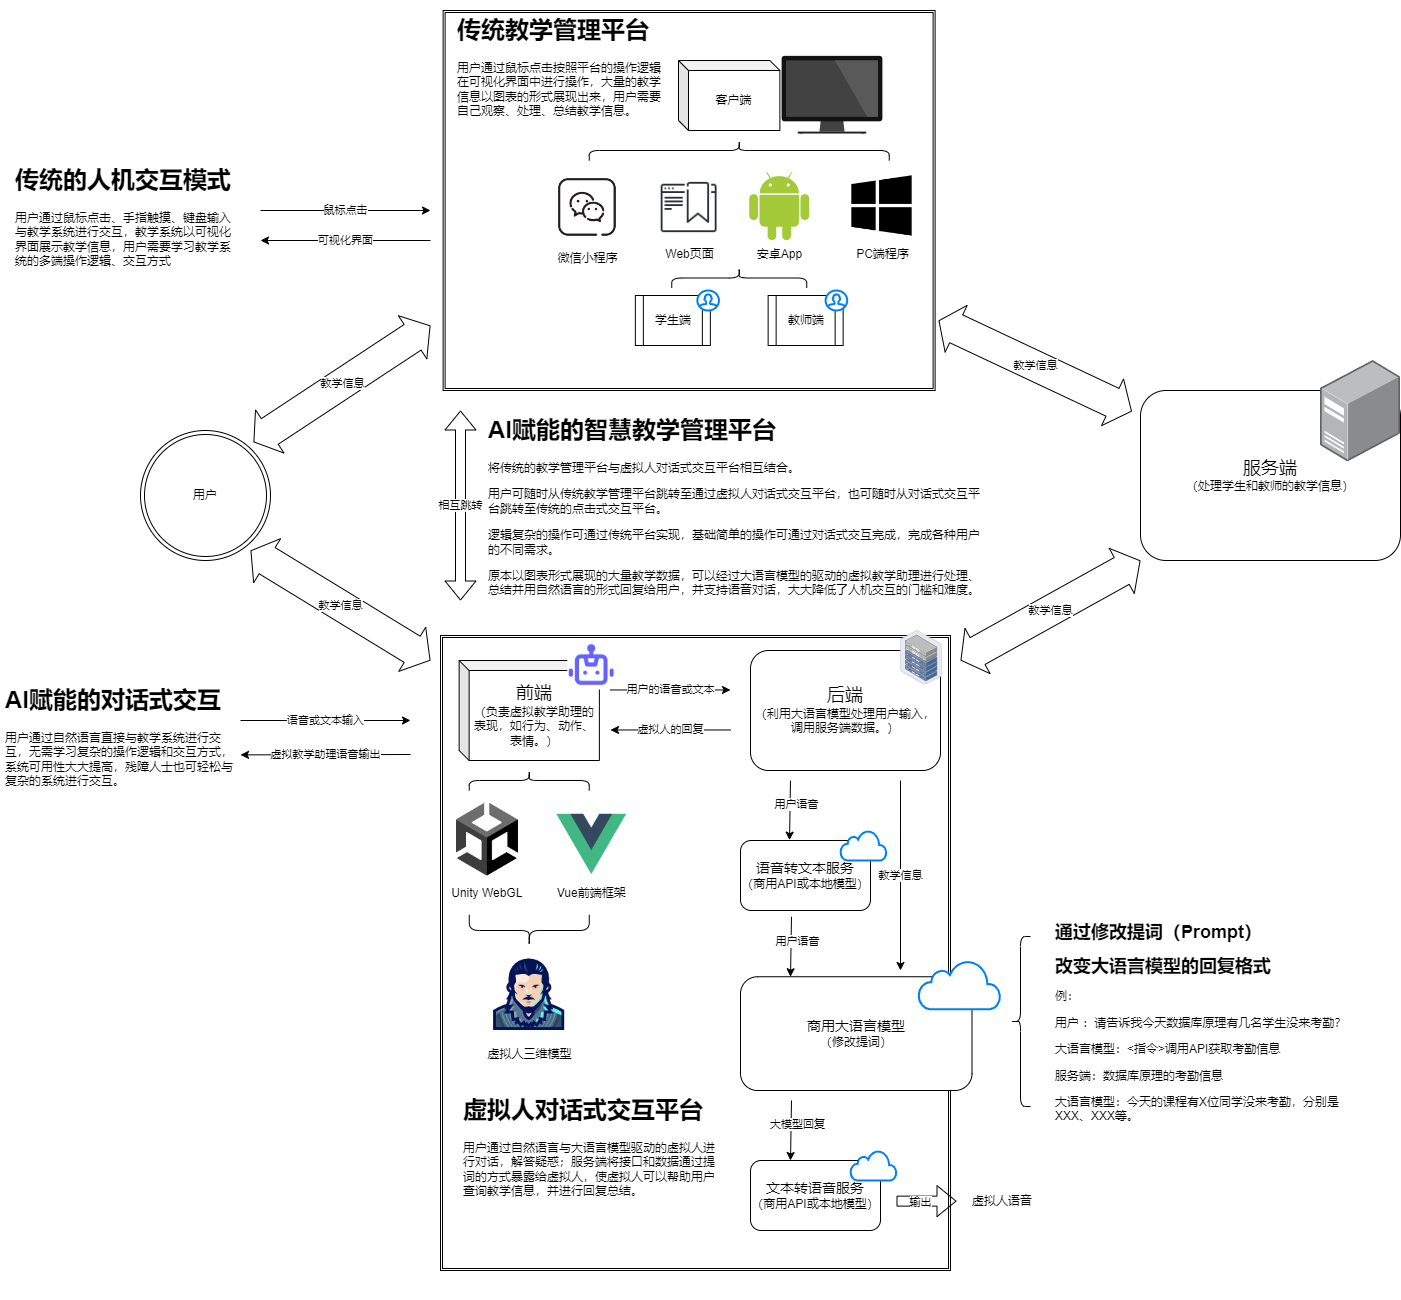 传统教学管理平台
用户通过鼠标点击按照平台的操作逻辑
在可视化界面中进行操作，大量的教学
信息以图表的形式展现出来，用户需要
自己观察、处理、总结教学信息。
客户端
微信小程序
Web页面
安卓App
PC端程序
学生端
教师端
传统的人机交互模式
用户通过鼠标点击、手指触摸、键盘输入
与教学系统进行交互，教学系统以可视化
界面展示教学信息，用户需要学习教学系
统的多端操作逻辑、交互方式
鼠标点击
可视化界面
教学信息
教学信息
用户
服务端
（处理学生和教师的教学信息）
相互跳转
AI赋能的智慧教学管理平台
将传统的教学管理平台与虚拟人对话式交互平台相互结合。
用户可随时从传统教学管理平台跳转至通过虚拟人对话式交互平台，也可随时从对话式交互平
台跳转至传统的点击式交互平台。
逻辑复杂的操作可通过传统平台实现，基础简单的操作可通过对话式交互完成，完成各种用户
的不同需求。
原本以图表形式展现的大量教学数据，可以经过大语言模型的驱动的虚拟教学助理进行处理、
总结并用自然语言的形式回复给用户，并支持语音对话，大大降低了人机交互的门槛和难度。
教学信息
教学信息
AI赋能的对话式交互
用户通过自然语言直接与教学系统进行交
互，无需学习复杂的操作逻辑和交互方式，
系统可用性大大提高，残障人士也可轻松与
复杂的系统进行交互。
语音或文本输入
虚拟教学助理语音输出
前端
（负责虚拟教学助理的
表现，如行为、动作、
表情。）
用户的语音或文本
虚拟人的回复
后端
（利用大语言模型处理用户输入，
调用服务端数据。）
Unity WebGL
Vue前端框架
虚拟人三维模型
用户语音
语音转文本服务
（商用API或本地模型）
教学信息
用户语音
商用大语言模型
（修改提词）
大模型回复
文本转语音服务
（商用API或本地模型）
输出
虚拟人语音
虚拟人对话式交互平台
用户通过自然语言与大语言模型驱动的虚拟人进
行对话，解答疑惑；服务端将接口和数据通过提
词的方式暴露给虚拟人，使虚拟人可以帮助用户
查询教学信息，并进行回复总结。
通过修改提词（Prompt）
改变大语言模型的回复格式
例：
用户 ：请告诉我今天数据库原理有几名学生没来考勤？
大语言模型：<指令>调用API获取考勤信息
服务端：数据库原理的考勤信息
大语言模型：今天的课程有X位同学没来考勤，分别是
XXX、XXX等。